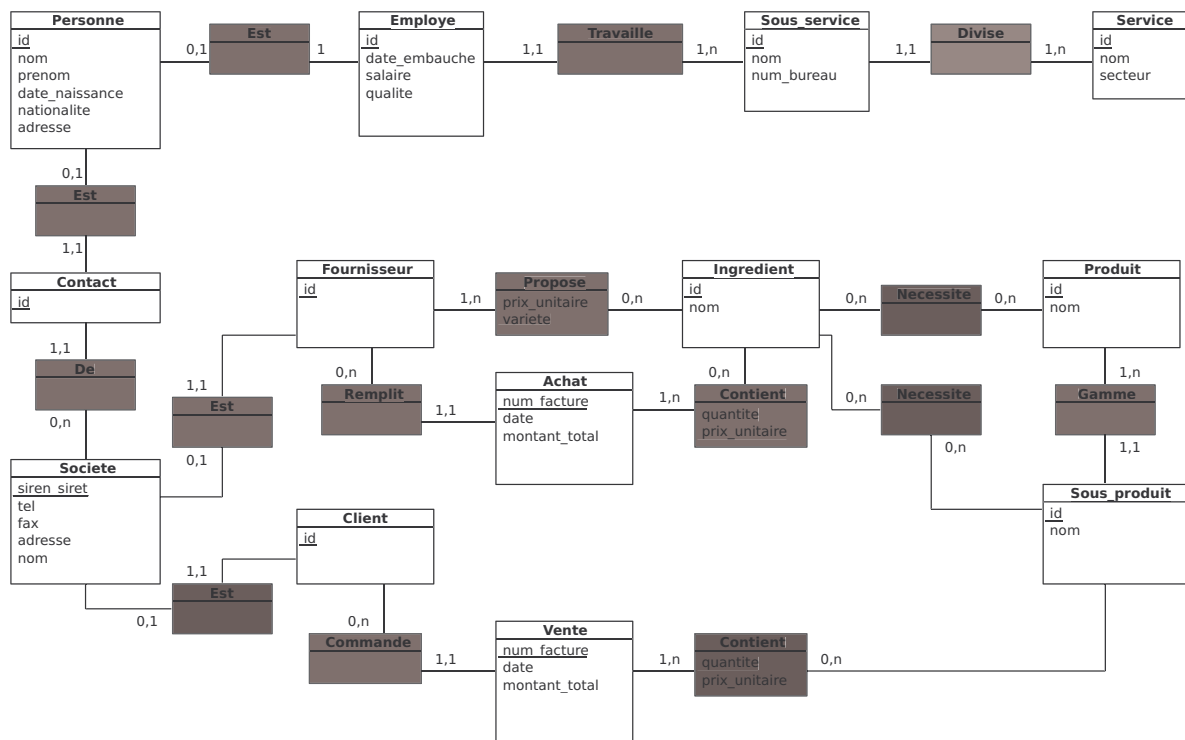 Personne
id
nom
prenom
date_naissance
nationalite
adresse
0,1
Est
1
Employe
id
date_embauche
salaire
qualite
1,1
Travaille
1,n
Sous_service
id
nom
num_bureau
1,1
Divise
1,n
Service
id
nom
secteur
0,1
Est
1,1
Contact
id
1,1
De
0,n
Societe
siren_siret
tel
fax
adresse
nom
Fournisseur
id
1,n
Propose
prix_unitaire
variete
0,n
Ingredient
id
nom
0,n
Necessite
0,n
Produit
id
nom
1,1
Est
0,1
0,n
Remplit
1,1
Achat
num_facture
date
montant_total
1,n
0,n
Contient
quantite
prix_unitaire
0,n
Necessite
0,n
1,n
Gamme
1,1
Sous_produit
id
nom
Client
id
1,1
Est
0,1
0,n
Commande
1,1
Vente
num_facture
date
montant_total
1,n
Contient
quantite
prix_unitaire
0,n